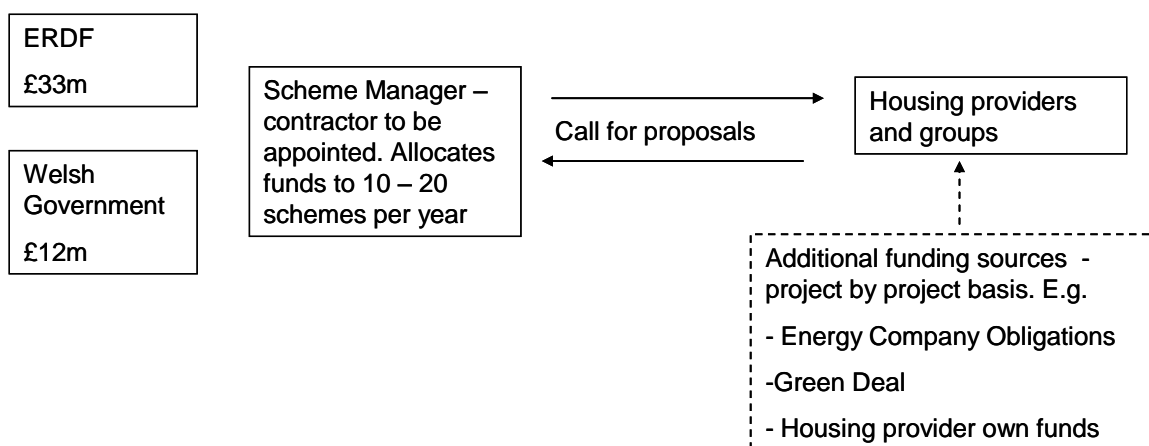 ERDF
£33m
Welsh
Government
£12m
Scheme Manager –
contractor to be
appointed. Allocates
funds to 10 – 20
schemes per year
Call for proposals
Housing providers
and groups
Additional funding sources -
project by project basis. E.g.
- Energy Company Obligations
-Green Deal
- Housing provider own funds